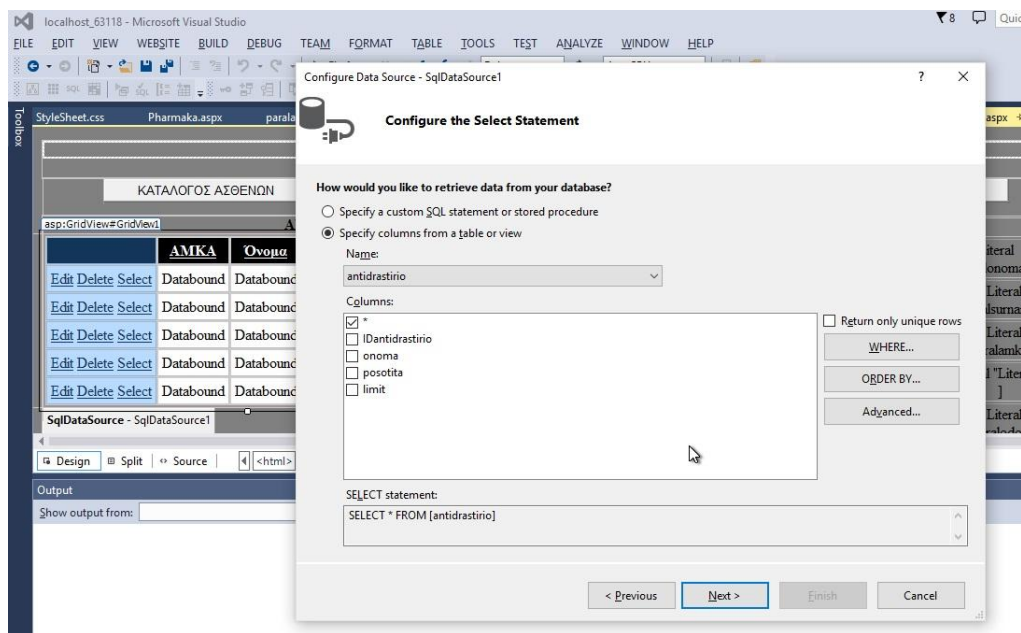 localhost_63118 - Microsoft Visual Studio
8
FILE EDIT VIEW WEBSITE BUILD DEBUG TEAM FORMAT TABLE TOOLS TEST ANALYZE WINDOW HELP
Configure Data Source - SqlDataSource1
? ×
Toolbox
StyleSheet.css Pharmaka.aspx
Configure the Select Statement
ΚΑΤΑΛΟΓΟΣ ΑΣΘΕΝΩΝ
How would you like to retrieve data from your database?
Specify a custom SQL statement or stored procedure
asp:GridView#GridView1
Specify columns from a table or view
ΑΜΚΑ Όνομα
Name:
antidrastirio
Edit Delete Select Databound Databound
Edit Delete Select Databound Databound
Edit Delete Select Databound Databound
Edit Delete Select Databound Databound
Edit Delete Select Databound Databound
Columns:
*
IDantidrastirio
onoma
posotita
limit
Return only unique rows
WHERE...
ORDER BY...
Advanced...
SqlDataSource - SqlDataSource1
Design Split Source <html>
Output
Show output from:
SELECT statement:
SELECT * FROM [antidrastirio]
< Previous Next > Finish Cancel